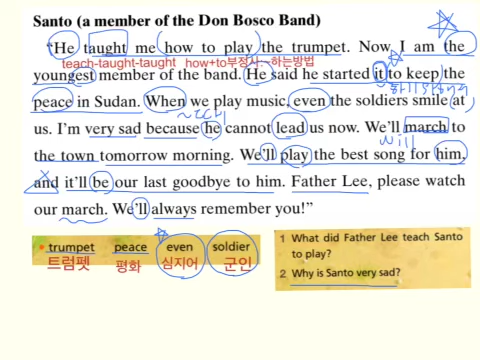 Santo (a member of the Don Bosco Band)
"He taught me how to play the trumpet. Now I am the
teach-taught-taught how+to부정사: ~하는방법
youngest member of the band. He said he started it to keep the
peace in Sudan. When we play music, even the soldiers smile at
us. I'm very sad because he cannot lead us now. We'll march to
will
the town tomorrow morning. We'll play the best song for him,
and it'll be our last goodbye to him. Father Lee, please watch
our march. We'll always remember you!"
trumpet peace even soldier
트럼펫 평화 심지어 군인
1 What did Father Lee teach Santo
to play?
2 Why is Santo very sad?